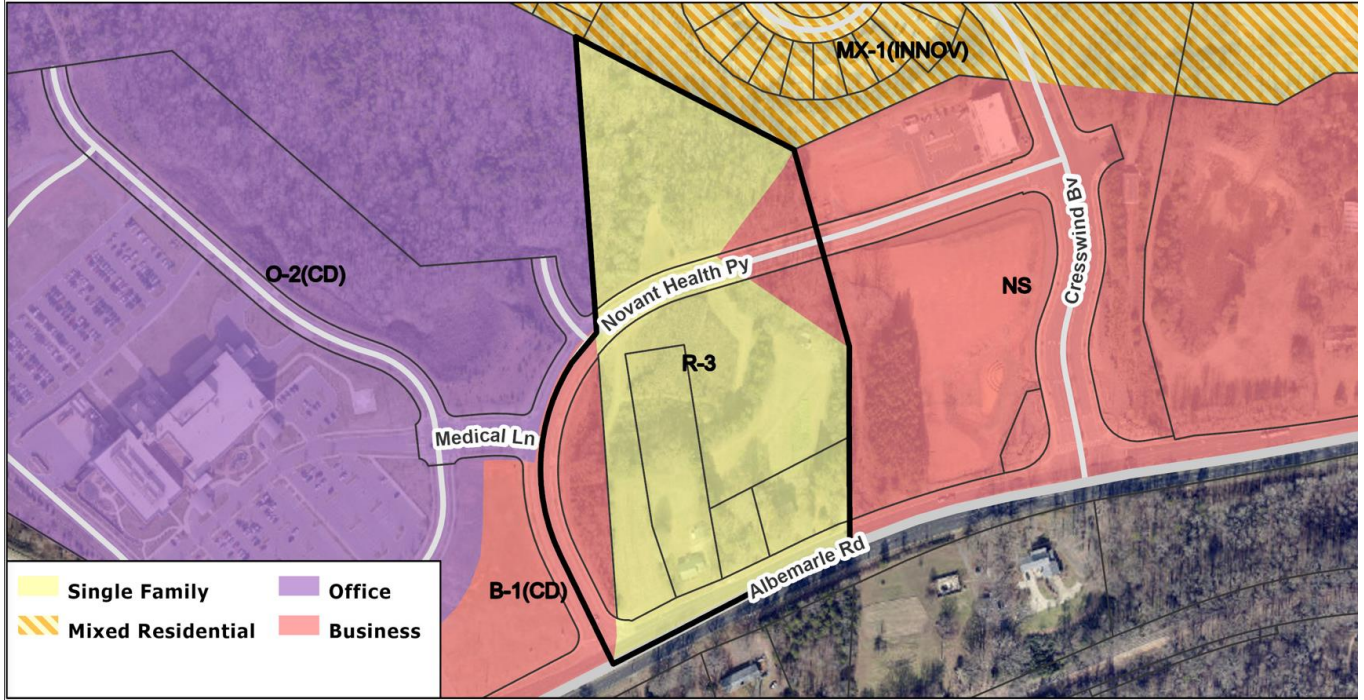 MX-1(INNOV)
O-2(CD)
Novant Health Py
Cresswind Bv
NS
R-3
Medical Ln
B-1(CD)
Albemarle Rd
Single Family
Office
Mixed Residential
Business